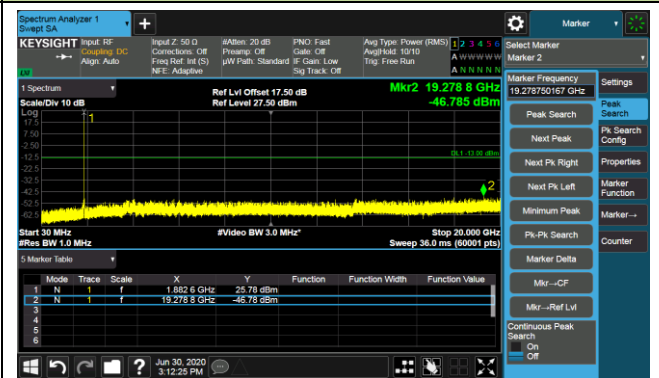 Spectrum Analyzer 1
Swept SA
Marker
KEYSIGHT
Input: RF
Coupling: DC
Align: Auto
Input Z: 50 Ω
Corrections: Off
Freq Ref: Int (S)
NFE: Adaptive
#Atten: 20 dB
Preamp: Off
µW Path: Standard
PNO: Fast
Gate: Off
IF Gain: Low
Sig Track: Off
Avg Type: Power (RMS)
Avg|Hold: 10/10
Trig: Free Run
1 2 3 4 5 6
A W W W W W
A N N N N N
Select Marker
Marker 2
1 Spectrum
Scale/Div 10 dB
Log
Ref Lvl Offset 17.50 dB
Ref Level 27.50 dBm
Mkr2 19.278 8 GHz
-46.785 dBm
17.5
7.50
-2.50
-12.5
-22.5
-32.5
-42.5
-52.5
-62.5
1
DL1 -13.00 dBm
2
Start 30 MHz
#Res BW 1.0 MHz
#Video BW 3.0 MHz*
Stop 20.000 GHz
Sweep 36.0 ms (60001 pts)
5 Marker Table
Mode Trace Scale X Y Function Function Width Function Value
1 N 1 f 1.882 6 GHz 25.78 dBm
2 N 1 f 19.278 8 GHz -46.78 dBm
3
4
5
6
Marker Frequency
19.278750167 GHz
Peak Search
Next Peak
Next Pk Right
Next Pk Left
Minimum Peak
Pk-Pk Search
Marker Delta
Mkr→CF
Mkr→Ref Lvl
Continuous Peak
Search
On
Off
Settings
Peak
Search
Pk Search
Config
Properties
Marker
Function
Marker→
Counter
Jun 30, 2020
3:12:25 PM